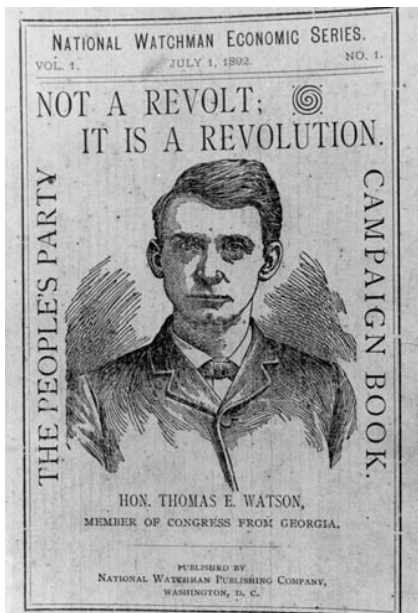 NATIONAL WATCHMAN ECONOMIC SERIES.
VOL. 1. JULY 1, 1892. NO. 1.
NOT A REVOLT;
IT IS A REVOLUTION.
THE PEOPLE'S PARTY
CAMPAIGN BOOK.
HON. THOMAS E. WATSON,
MEMBER OF CONGRESS FROM GEORGIA.
PUBLISHED BY
NATIONAL WATCHMAN PUBLISHING COMPANY,
WASHINGTON, D. C.